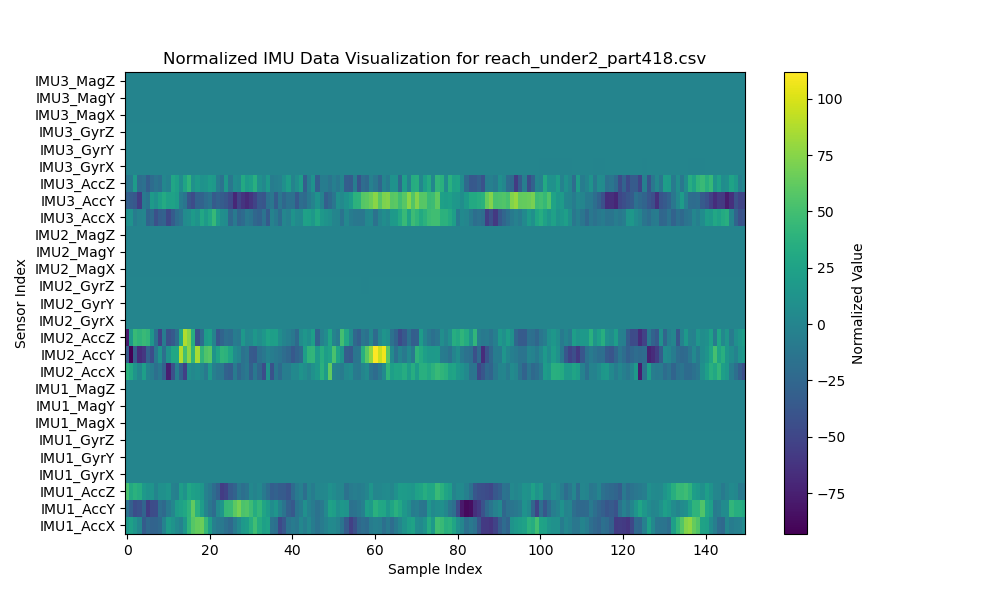 Normalized IMU Data Visualization for reach_under2_part418.csv
IMU3_MagZ
IMU3_MagY
IMU3_MagX
IMU3_GyrZ
IMU3_GyrY
IMU3_GyrX
IMU3_AccZ
IMU3_AccY
IMU3_AccX
IMU2_MagZ
IMU2_MagY
IMU2_MagX
IMU2_GyrZ
IMU2_GyrY
IMU2_GyrX
IMU2_AccZ
IMU2_AccY
IMU2_AccX
IMU1_MagZ
IMU1_MagY
IMU1_MagX
IMU1_GyrZ
IMU1_GyrY
IMU1_GyrX
IMU1_AccZ
IMU1_AccY
IMU1_AccX
Sensor Index
0 20 40 60 80 100 120 140
Sample Index
100
75
50
25
0
−25
−50
−75
Normalized Value